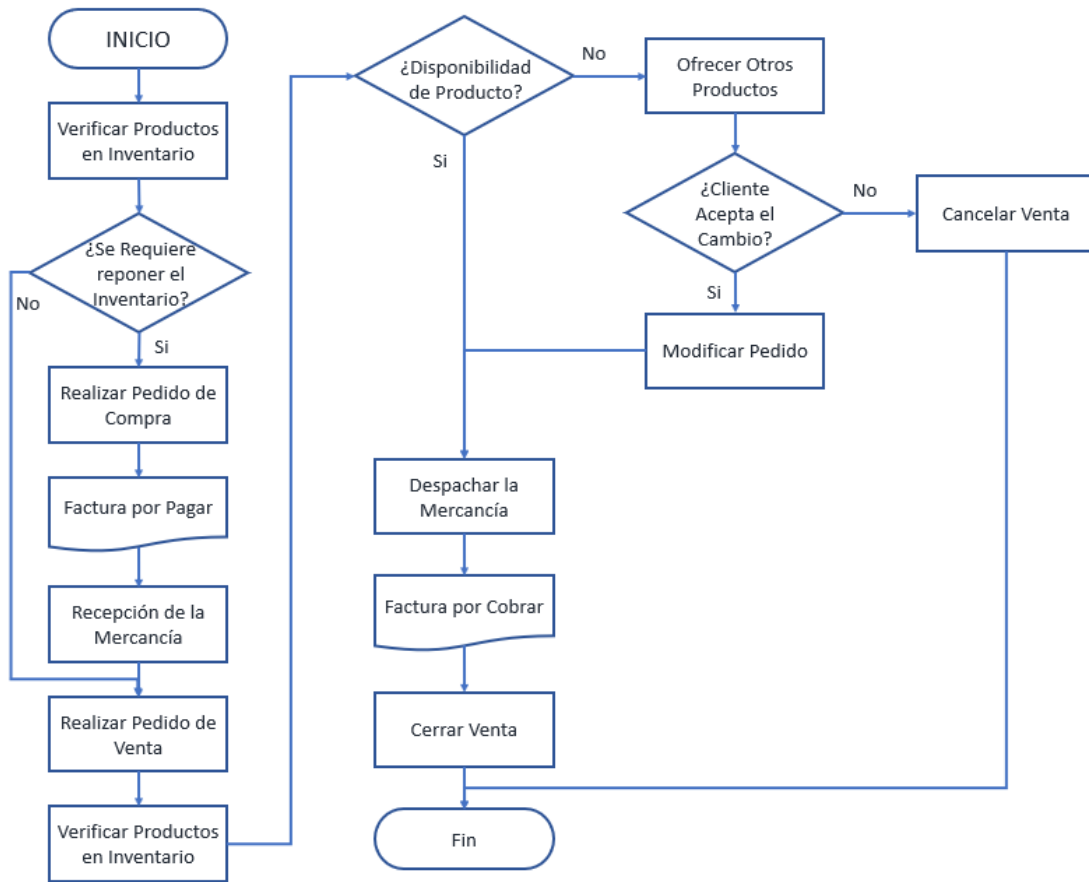 INICIO
Verificar Productos
en Inventario
¿Se Requiere
reponer el
Inventario?
No
Si
Realizar Pedido de
Compra
Factura por Pagar
Recepción de la
Mercancía
Realizar Pedido de
Venta
Verificar Productos
en Inventario
¿Disponibilidad
de Producto?
No
Si
Ofrecer Otros
Productos
¿Cliente
Acepta el
Cambio?
No
Si
Cancelar Venta
Modificar Pedido
Despachar la
Mercancía
Factura por Cobrar
Cerrar Venta
Fin